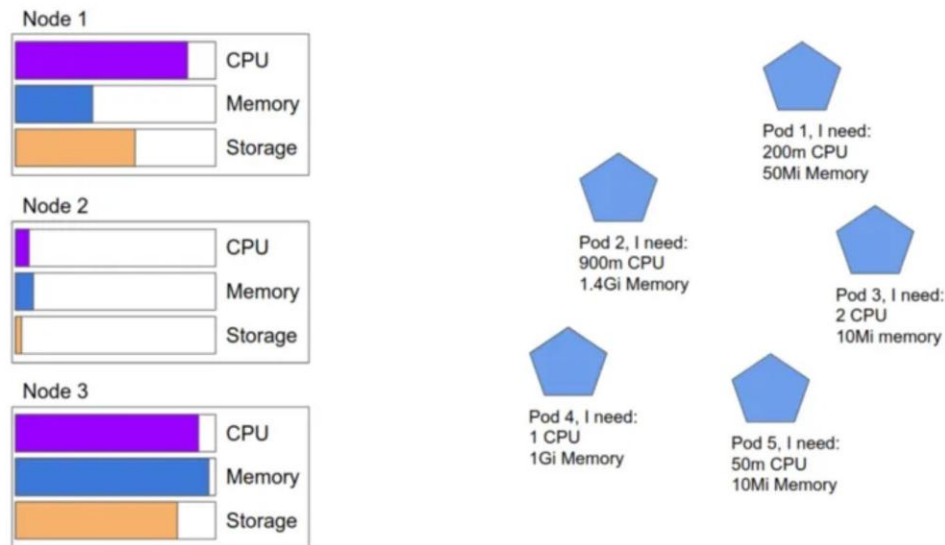 Node 1
CPU
Memory
Storage
Node 2
CPU
Memory
Storage
Node 3
CPU
Memory
Storage
Pod 1, I need:
200m CPU
50Mi Memory
Pod 2, I need:
900m CPU
1.4Gi Memory
Pod 3, I need:
2 CPU
10Mi memory
Pod 4, I need:
1 CPU
1Gi Memory
Pod 5, I need:
50m CPU
10Mi Memory